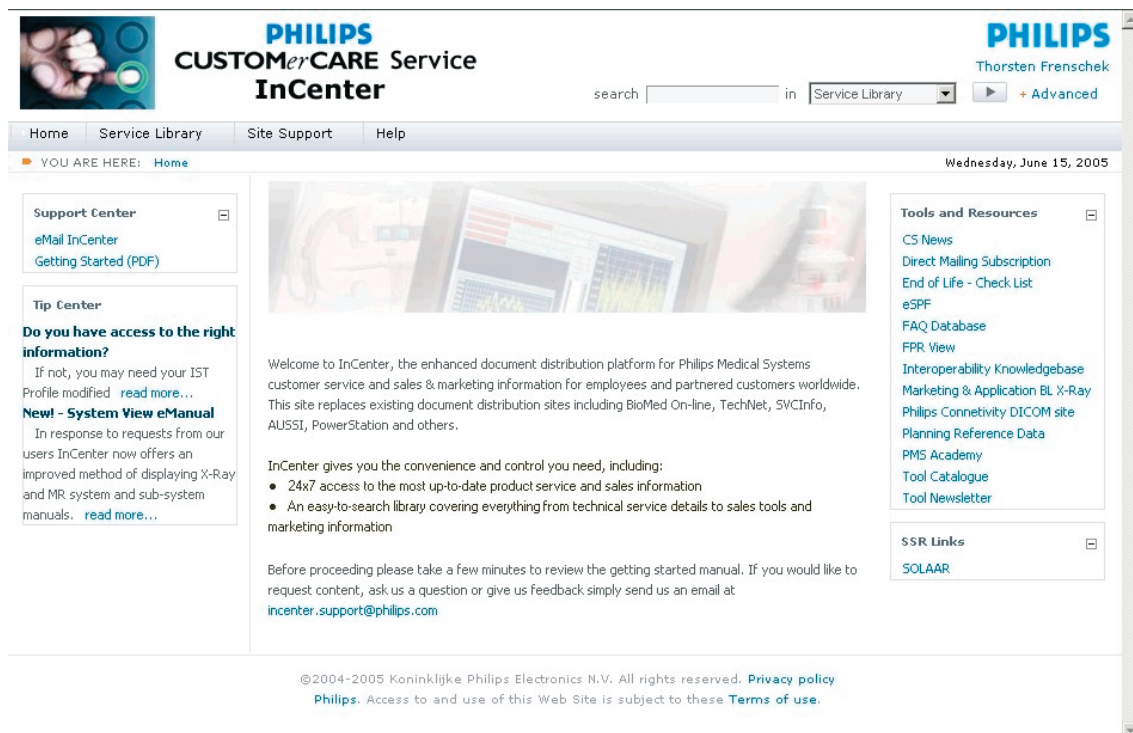 PHILIPS
CUSTOMerCARE Service
InCenter
PHILIPS
Thorsten Frenschek
search in Service Library + Advanced
Home Service Library Site Support Help
YOU ARE HERE: Home
Wednesday, June 15, 2005
Support Center
eMail InCenter
Getting Started (PDF)
Tip Center
Do you have access to the right
information?
If not, you may need your IST
Profile modified read more...
New! - System View eManual
In response to requests from our
users InCenter now offers an
improved method of displaying X-Ray
and MR system and sub-system
manuals. read more...
Welcome to InCenter, the enhanced document distribution platform for Philips Medical Systems
customer service and sales & marketing information for employees and partnered customers worldwide.
This site replaces existing document distribution sites including BioMed On-line, TechNet, SVCInfo,
AUSSI, PowerStation and others.
InCenter gives you the convenience and control you need, including:
● 24x7 access to the most up-to-date product service and sales information
● An easy-to-search library covering everything from technical service details to sales tools and
marketing information
Before proceeding please take a few minutes to review the getting started manual. If you would like to
request content, ask us a question or give us feedback simply send us an email at
incenter.support@philips.com
Tools and Resources
CS News
Direct Mailing Subscription
End of Life - Check List
eSPF
FAQ Database
FPR View
Interoperability Knowledgebase
Marketing & Application BL X-Ray
Philips Connetivity DICOM site
Planning Reference Data
PMS Academy
Tool Catalogue
Tool Newsletter
SSR Links
SOLAAR
©2004-2005 Koninklijke Philips Electronics N.V. All rights reserved. Privacy policy
Philips. Access to and use of this Web Site is subject to these Terms of use.